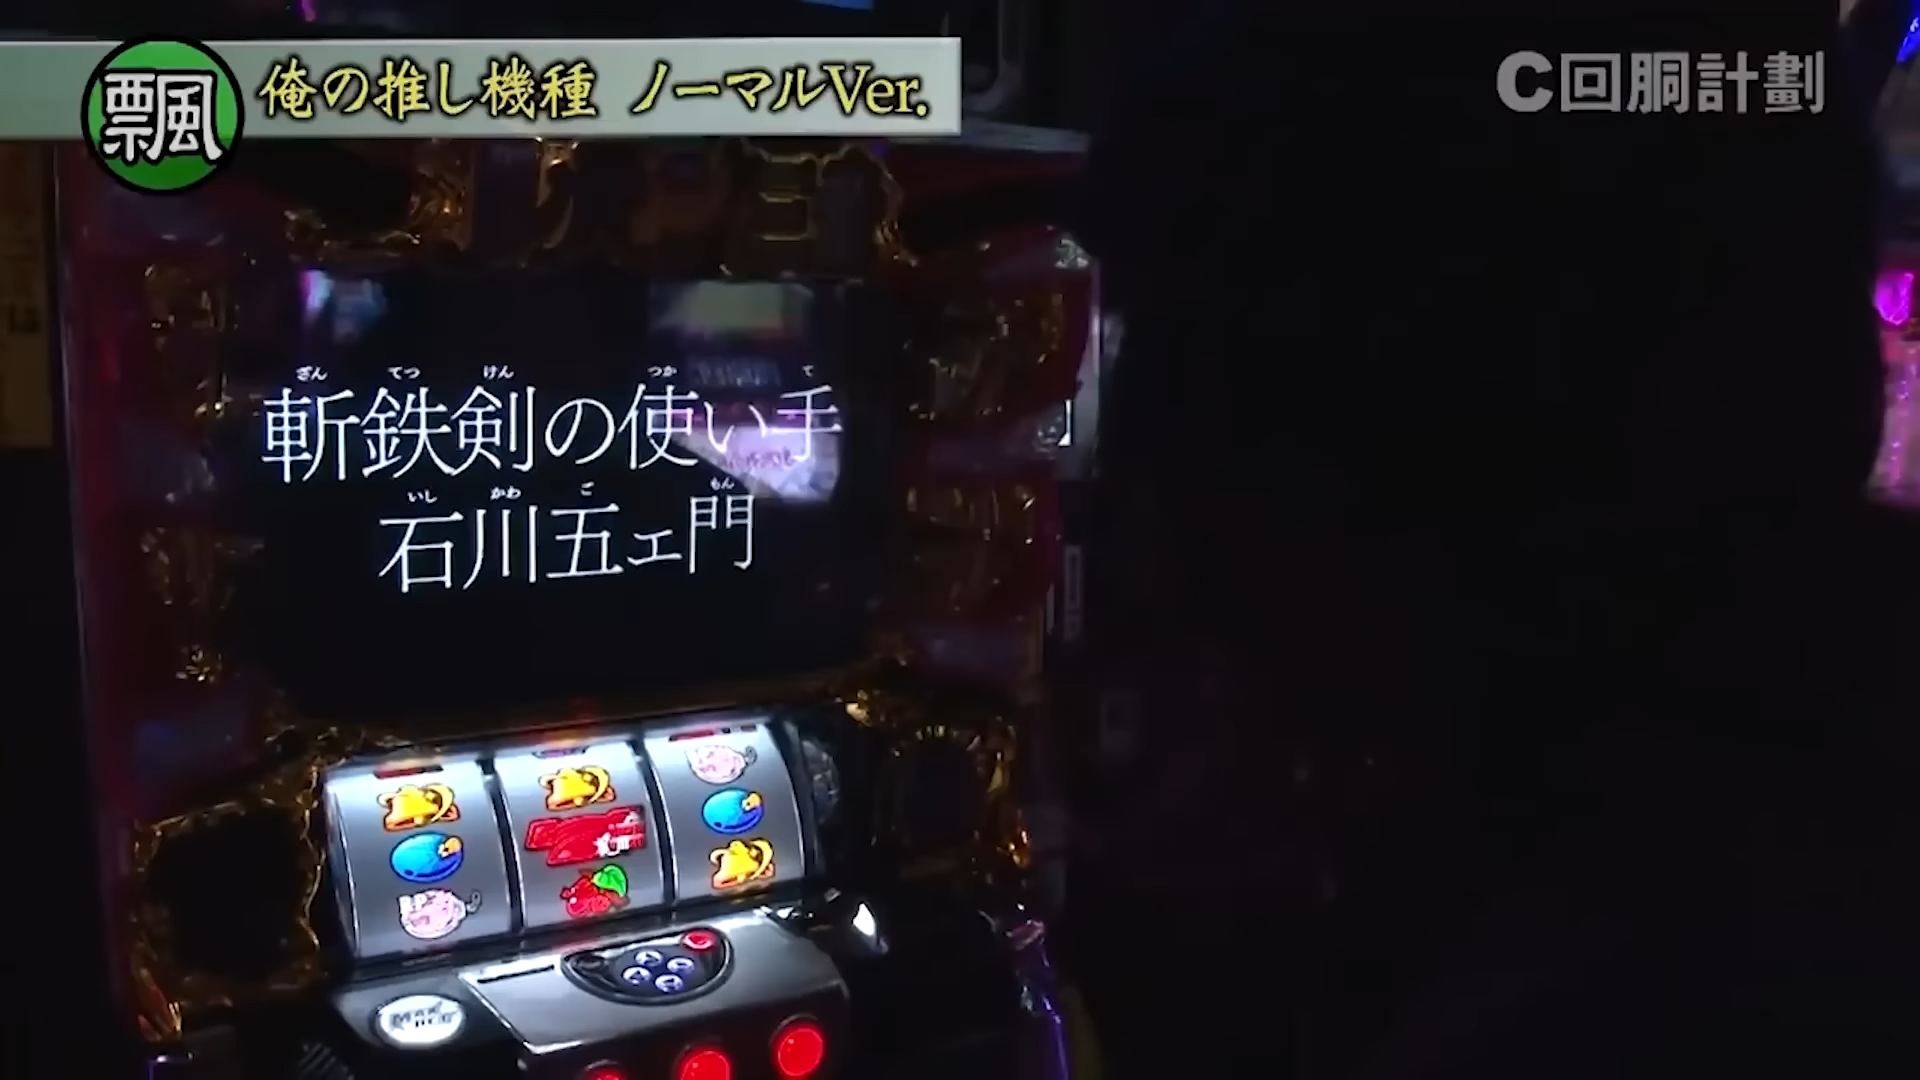 飄 俺の推し機種 ノーマルVer.
C回胴計劃
ざん てつ けん つか て
斬鉄剣の使い手
いし かわ ご もん
石川五ェ門